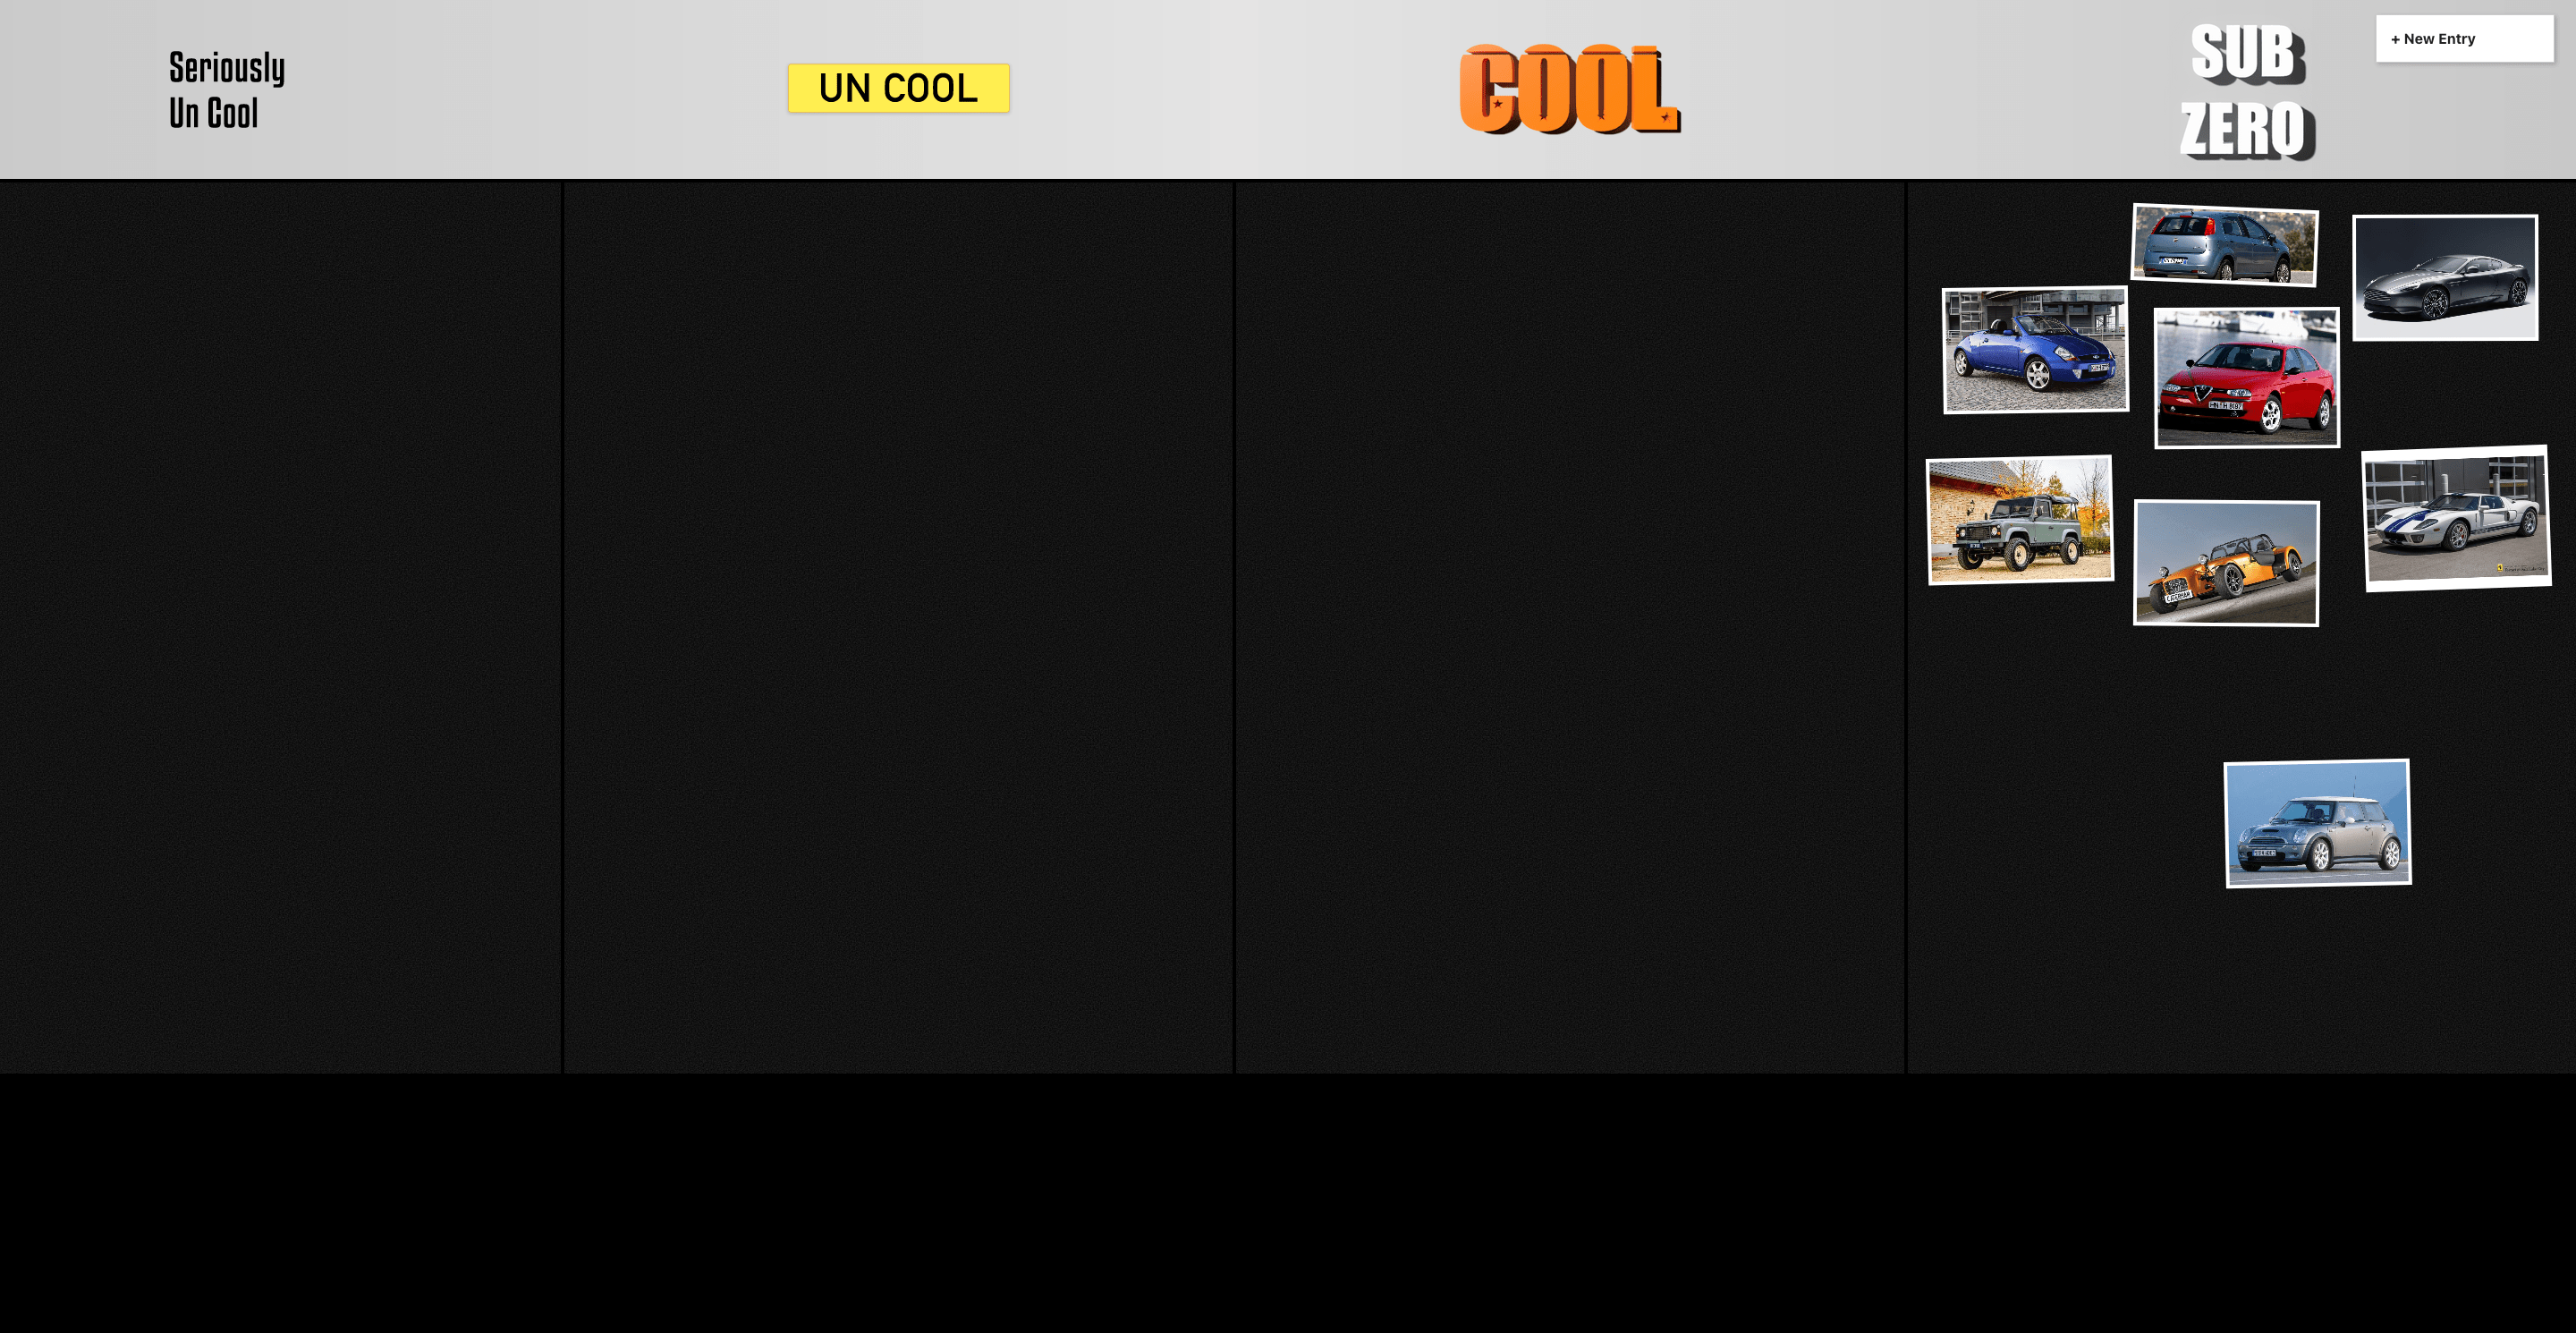 Seriously
Un Cool
UN COOL
COOL
SUB
ZERO
+ New Entry